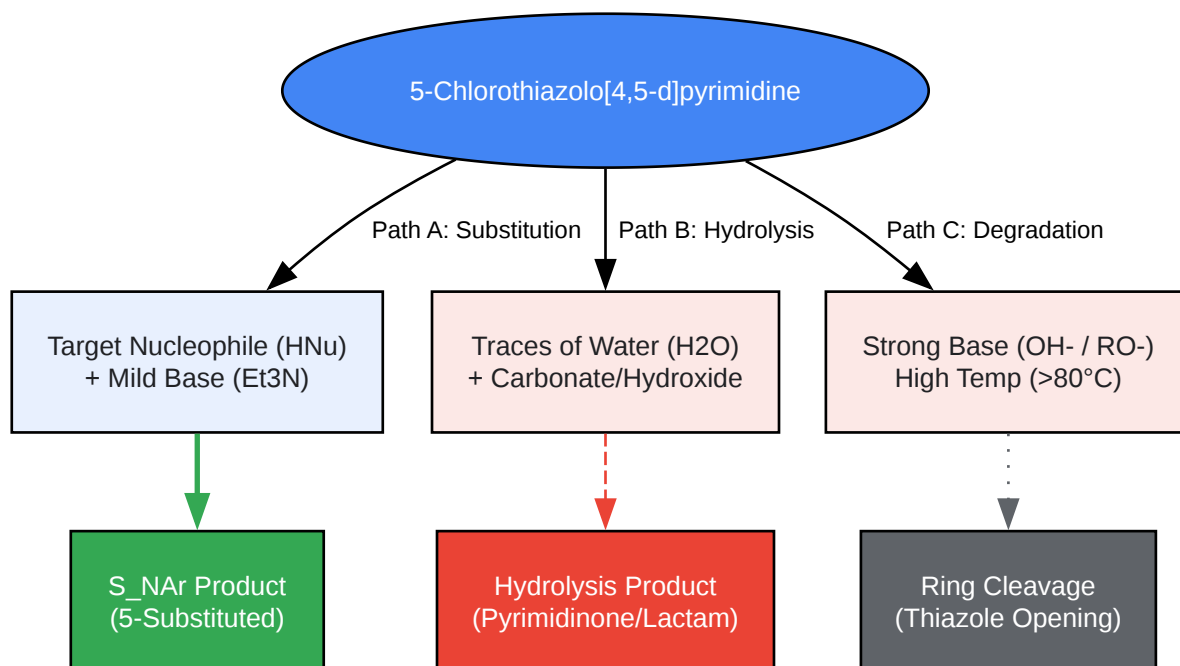 5-Chlorothiazolo[4,5-d]pyrimidine
Path A: Substitution
Path B: Hydrolysis
Path C: Degradation
Target Nucleophile (HNu)
+ Mild Base (Et3N)
Traces of Water (H2O)
+ Carbonate/Hydroxide
Strong Base (OH- / RO-)
High Temp (>80°C)
S_NAr Product
(5-Substituted)
Hydrolysis Product
(Pyrimidinone/Lactam)
Ring Cleavage
(Thiazole Opening)